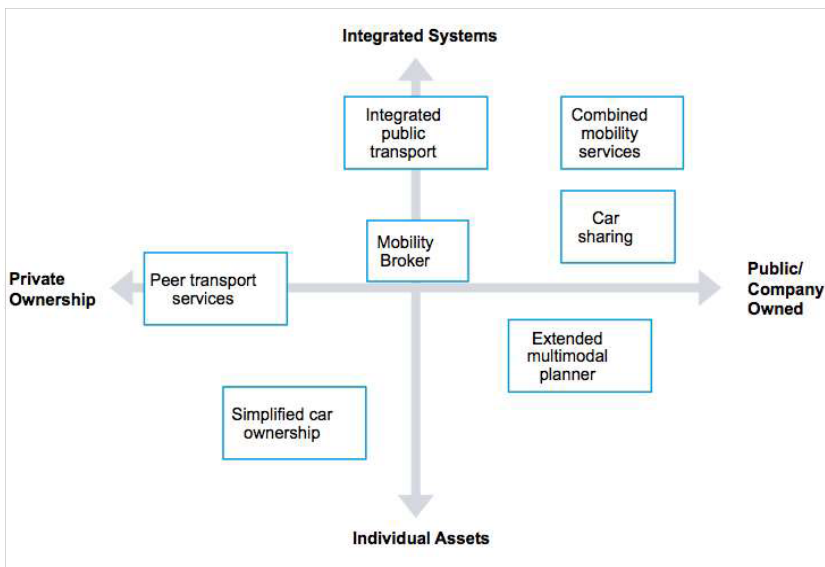 Integrated Systems
Integrated
public
transport
Combined
mobility
services
Car
sharing
Mobility
Broker
Private
Ownership
Peer transport
services
Public/
Company
Owned
Extended
multimodal
planner
Simplified car
ownership
Individual Assets